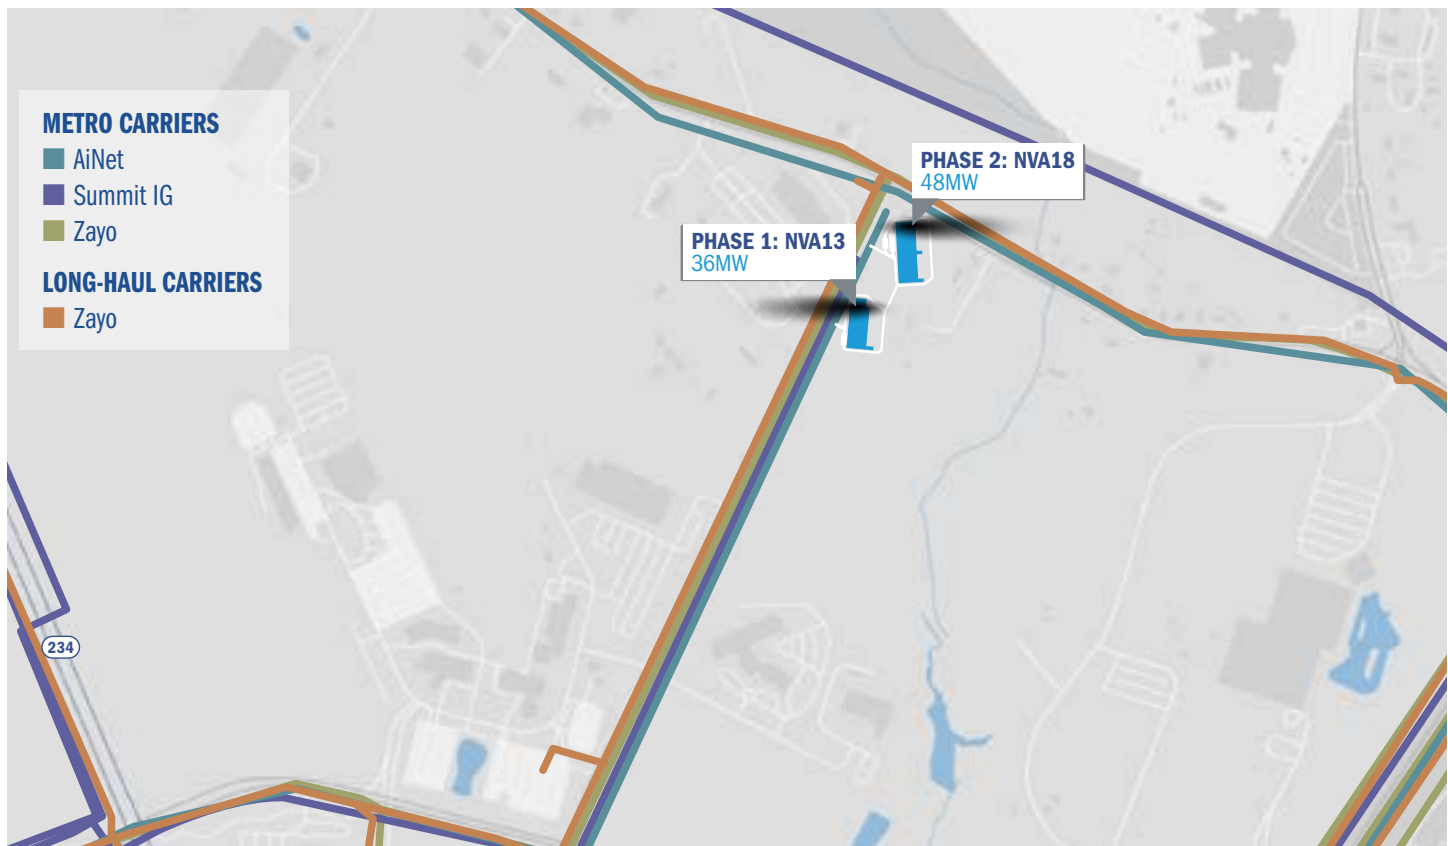 METRO CARRIERS
AiNet
Summit IG
Zayo
LONG-HAUL CARRIERS
Zayo
PHASE 2: NVA18
48MW
PHASE 1: NVA13
36MW
234